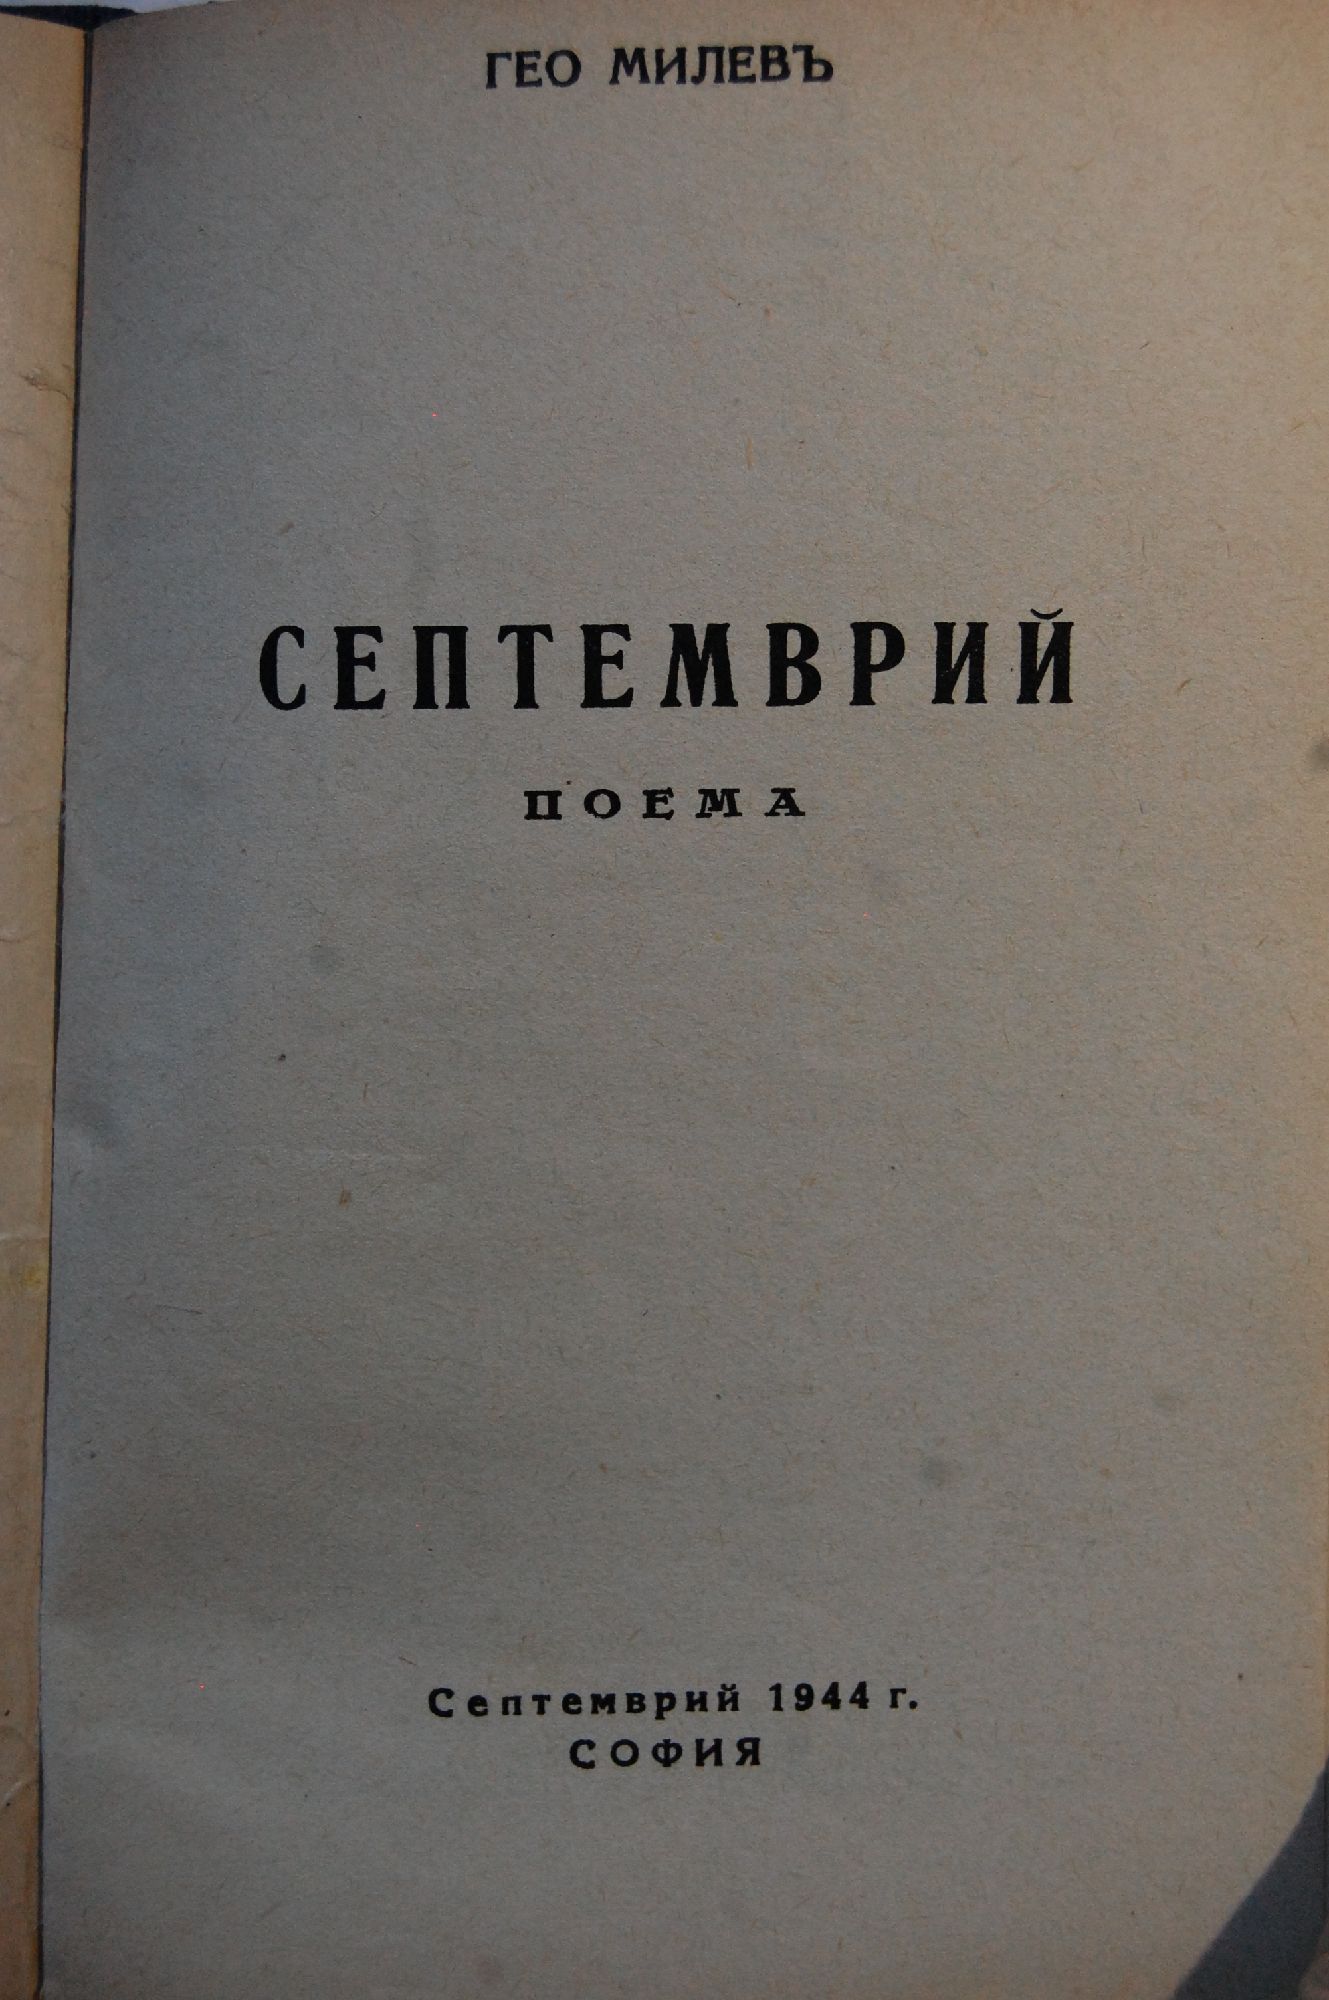 ГЕО МИЛЕВЪ
СЕПТЕМВРИЙ
ПОЕМА
Септемврий 1944 г.
СОФИЯ